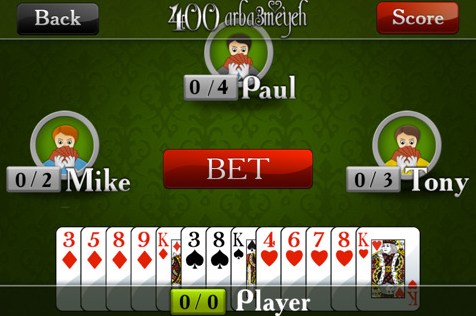 Back
400 arba3meyeh
Score
0 / 4 Paul
BET
0 / 2 Mike
0 / 3 Tony
3 5 8 9 K 3 8 K 4 6 7 8 K
K
0 / 0 Player